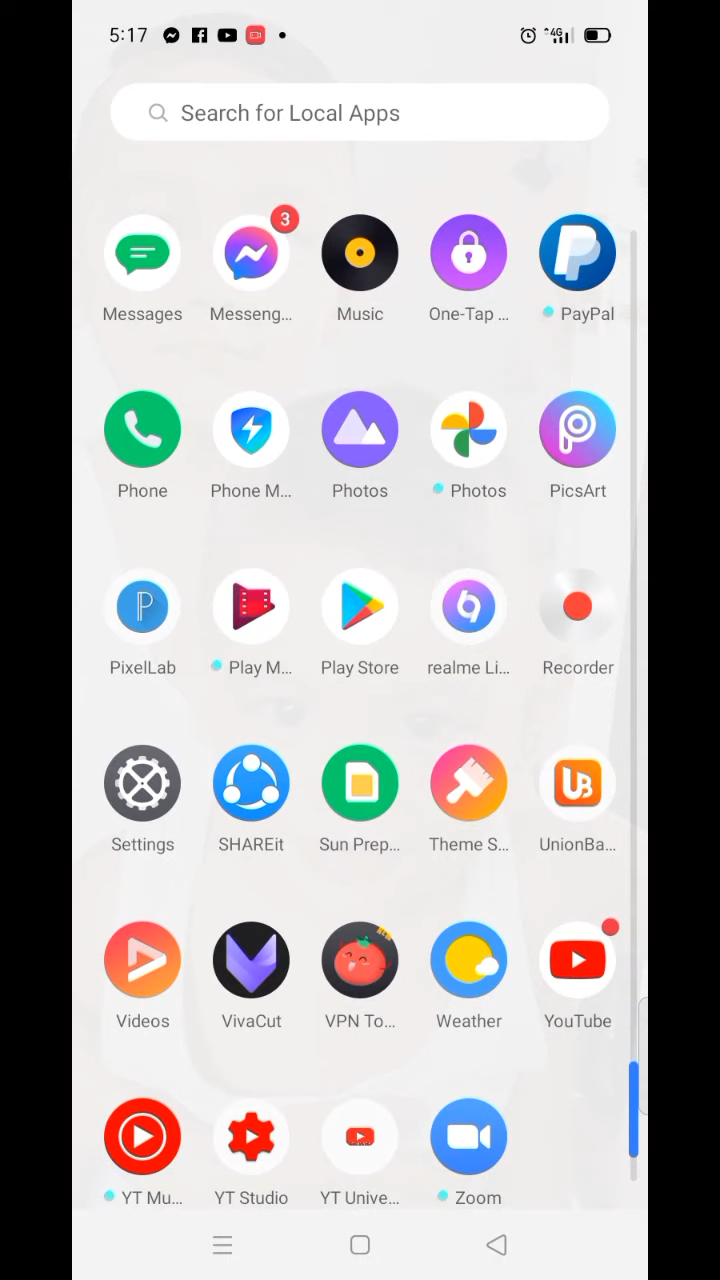 5:17 4G
Search for Local Apps
3
Messages Messeng... Music One-Tap ... PayPal
Phone Phone M... Photos Photos PicsArt
PixelLab Play M... Play Store realme Li... Recorder
Settings SHAREit Sun Prep... Theme S... UnionBa...
Videos VivaCut VPN To... Weather YouTube
YT Mu... YT Studio YT Unive... Zoom